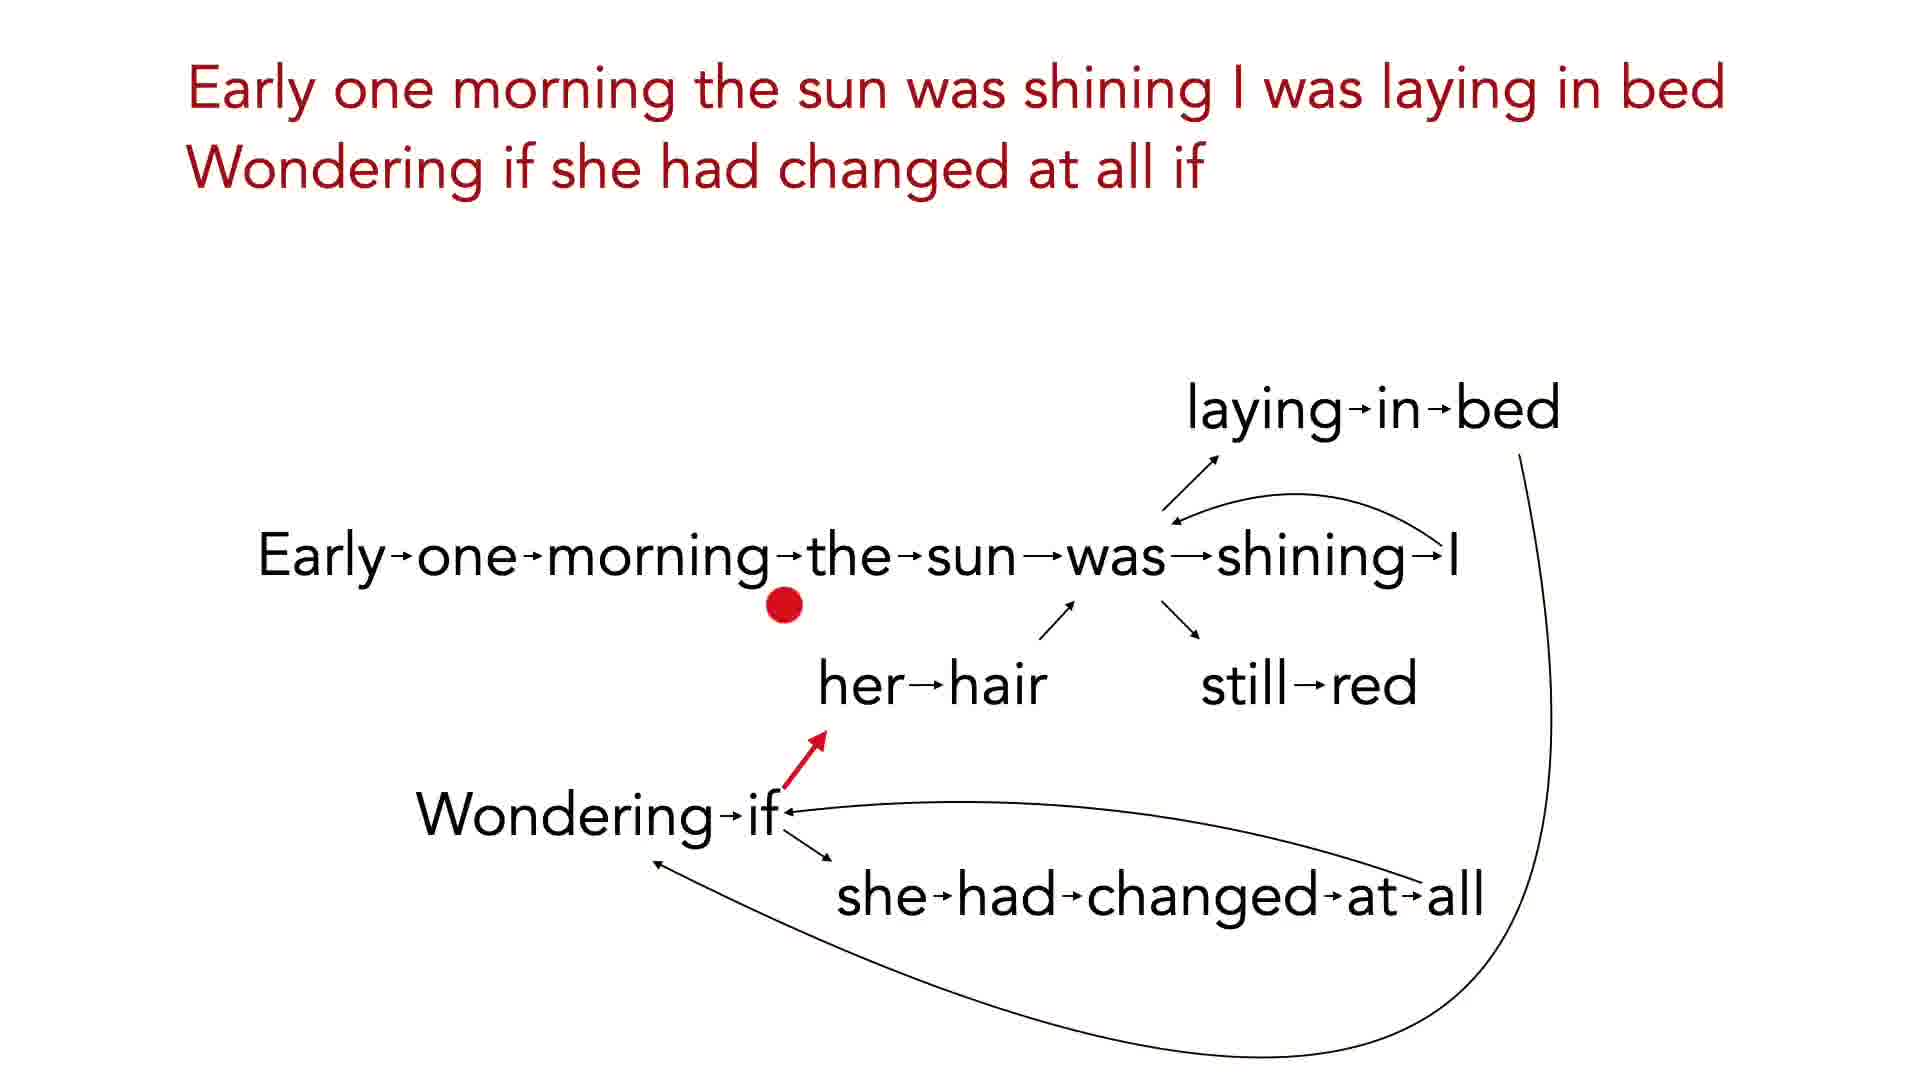 Early one morning the sun was shining I was laying in bed
Wondering if she had changed at all if
laying in bed
Early one morning the sun was shining I
her hair
still red
Wondering if
she had changed at all